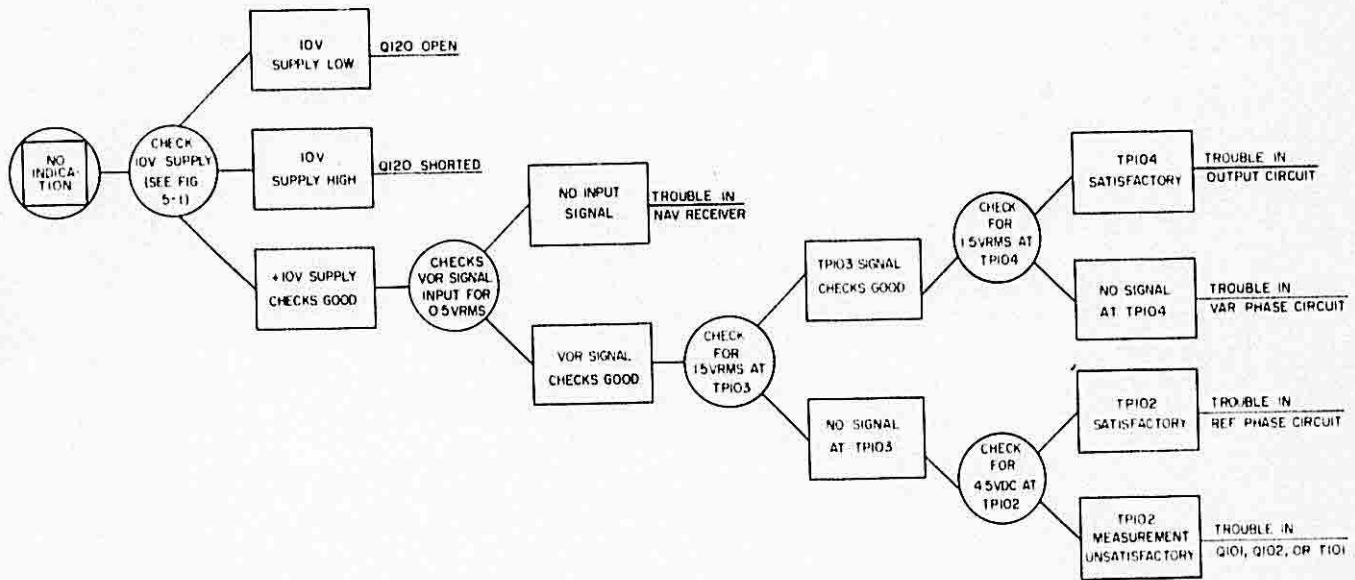 NO
INDICA-
TION
CHECK
10V SUPPLY
(SEE FIG
5-1)
10V
SUPPLY LOW
Q120 OPEN
10V
SUPPLY HIGH
Q120 SHORTED
+10V SUPPLY
CHECKS GOOD
CHECKS
VOR SIGNAL
INPUT FOR
0.5VRMS
NO INPUT
SIGNAL
TROUBLE IN
NAV RECEIVER
VOR SIGNAL
CHECKS GOOD
CHECK
FOR
1.5VRMS AT
TP103
TP103 SIGNAL
CHECKS GOOD
CHECK
FOR
1.5VRMS AT
TP104
TP104
SATISFACTORY
TROUBLE IN
OUTPUT CIRCUIT
NO SIGNAL
AT TP104
TROUBLE IN
VAR PHASE CIRCUIT
NO SIGNAL
AT TP103
CHECK
FOR
4.5VDC AT
TP102
TP102
SATISFACTORY
TROUBLE IN
REF PHASE CIRCUIT
TP102
MEASUREMENT
UNSATISFACTORY
TROUBLE IN
Q101, Q102, OR T101